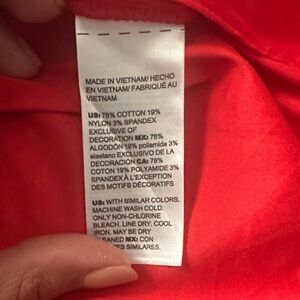 MADE IN VIETNAM/ HECHO
EN VIETNAM/ FABRIQUÉ AU
VIETNAM
US: 78% COTTON 19%
NYLON 3% SPANDEX
EXCLUSIVE OF
DECORATION MX: 78%
ALGODÓN 19% poliamida 3%
elastano EXCLUSIVO DE LA
DECORACIÓN CA: 78%
COTON 19% POLYAMIDE 3%
SPANDEX À L'EXCEPTION
DES MOTIFS DÉCORATIFS
US: WITH SIMILAR COLORS.
MACHINE WASH COLD.
ONLY NON-CHLORINE
BLEACH. LINE DRY. COOL
IRON. MAY BE DRY
CLEANED MX: CON
SIMILARES.